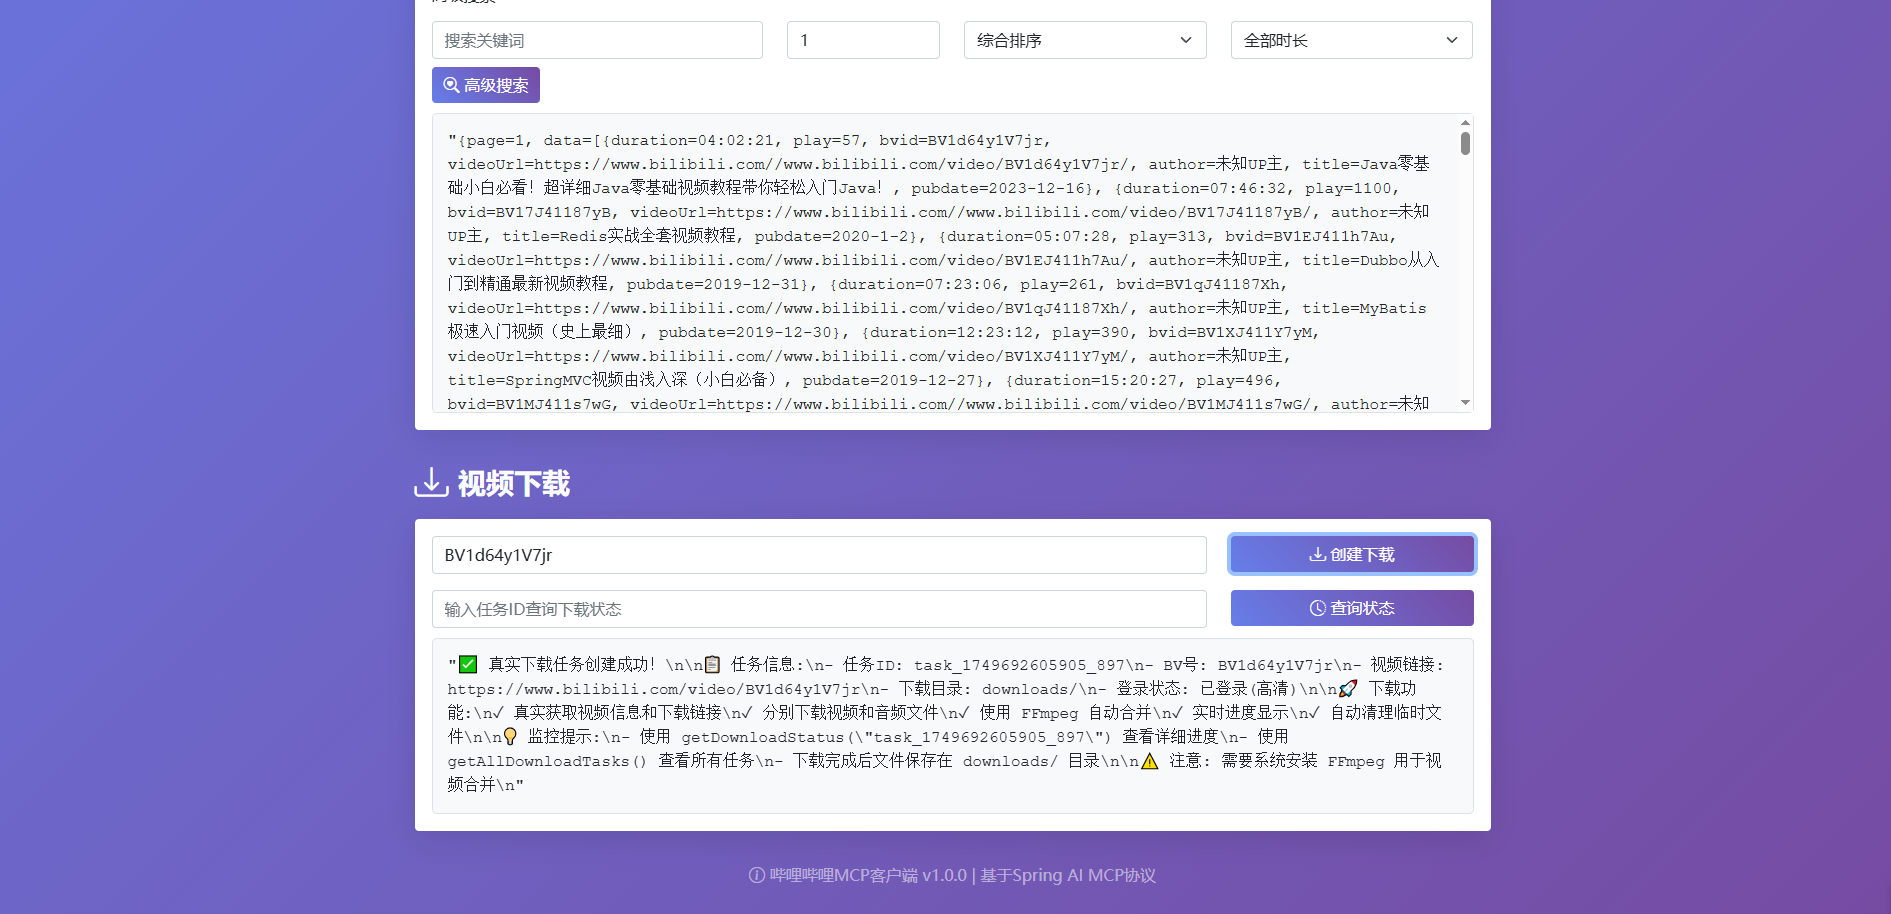 搜索关键词
1
综合排序
全部时长
高级搜索
"{page=1, data=[{duration=04:02:21, play=57, bvid=BV1d64y1V7jr,
videoUrl=https://www.bilibili.com//www.bilibili.com/video/BV1d64y1V7jr/, author=未知UP主, title=Java零基
础小白必看！超详细Java零基础视频教程带你轻松入门Java！, pubdate=2023-12-16}, {duration=07:46:32, play=1100,
bvid=BV17J41187yB, videoUrl=https://www.bilibili.com//www.bilibili.com/video/BV17J41187yB/, author=未知
UP主, title=Redis实战全套视频教程, pubdate=2020-1-2}, {duration=05:07:28, play=313, bvid=BV1EJ411h7Au,
videoUrl=https://www.bilibili.com//www.bilibili.com/video/BV1EJ411h7Au/, author=未知UP主, title=Dubbo从入
门到精通最新视频教程, pubdate=2019-12-31}, {duration=07:23:06, play=261, bvid=BV1qJ41187Xh,
videoUrl=https://www.bilibili.com//www.bilibili.com/video/BV1qJ41187Xh/, author=未知UP主, title=MyBatis
极速入门视频（史上最细）, pubdate=2019-12-30}, {duration=12:23:12, play=390, bvid=BV1XJ411Y7yM,
videoUrl=https://www.bilibili.com//www.bilibili.com/video/BV1XJ411Y7yM/, author=未知UP主,
title=SpringMVC视频由浅入深（小白必备）, pubdate=2019-12-27}, {duration=15:20:27, play=496,
bvid=BV1MJ411s7wG, videoUrl=https://www.bilibili.com//www.bilibili.com/video/BV1MJ411s7wG/, author=未知
视频下载
BV1d64y1V7jr
创建下载
输入任务ID查询下载状态
查询状态
"✅ 真实下载任务创建成功！\n\n📋 任务信息:\n- 任务ID: task_1749692605905_897\n- BV号: BV1d64y1V7jr\n- 视频链接:
https://www.bilibili.com/video/BV1d64y1V7jr\n- 下载目录: downloads/\n- 登录状态: 已登录(高清)\n\n🚀 下载功
能:\n✓ 真实获取视频信息和下载链接\n✓ 分别下载视频和音频文件\n✓ 使用 FFmpeg 自动合并\n✓ 实时进度显示\n✓ 自动清理临时文
件\n\n💡 监控提示:\n- 使用 getDownloadStatus(\"task_1749692605905_897\") 查看详细进度\n- 使用
getAllDownloadTasks() 查看所有任务\n- 下载完成后文件保存在 downloads/ 目录\n\n⚠️ 注意: 需要系统安装 FFmpeg 用于视
频合并\n"
哔哩哔哩MCP客户端 v1.0.0 | 基于Spring AI MCP协议